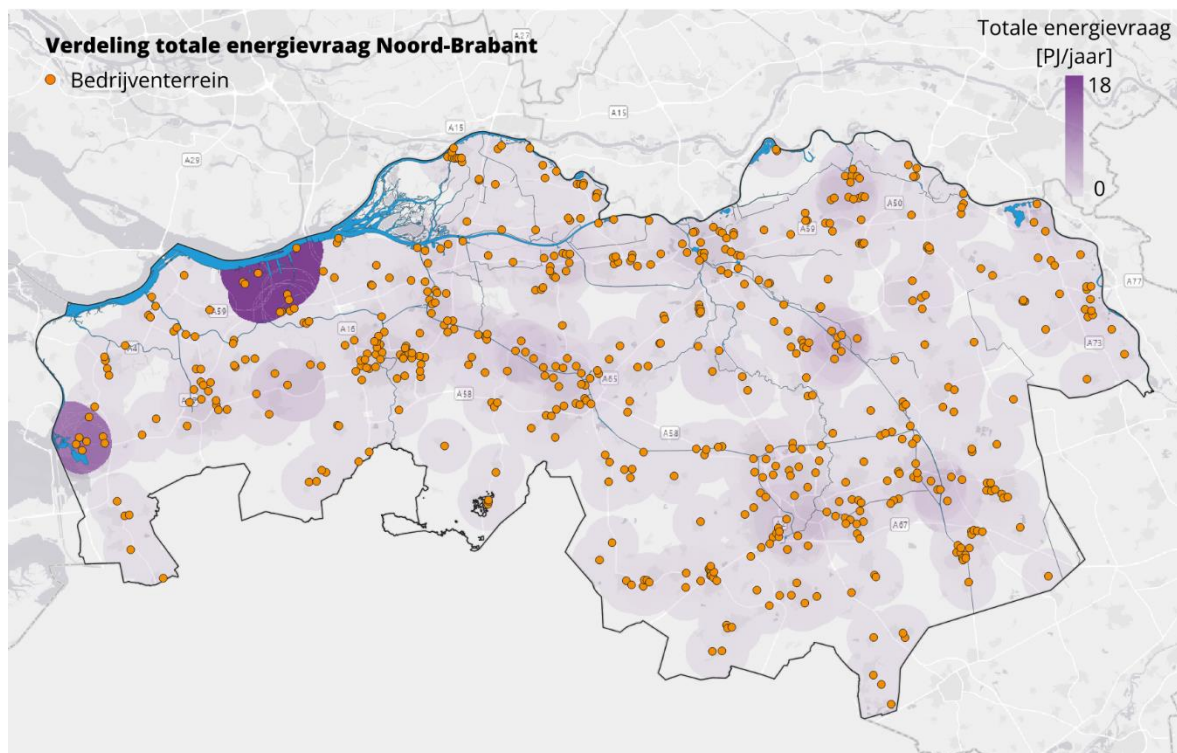 Verdeling totale energievraag Noord-Brabant
Bedrijventerrein
Totale energievraag
[PJ/jaar]
18
0
A27
A15
A15
A29
A50
A59
A77
A59
A16
A73
A4
A65
A58
A58
A67